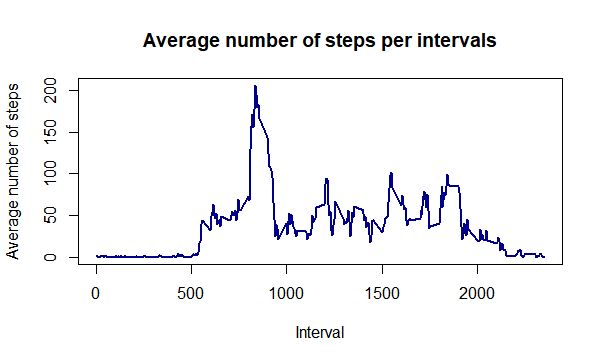 Average number of steps per intervals
Average number of steps
200
150
100
50
0
0 500 1000 1500 2000
Interval